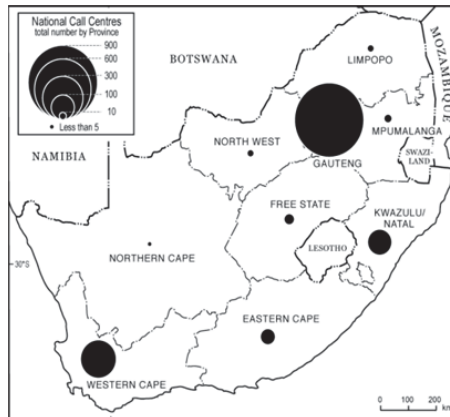 National Call Centres
total number by Province
900
600
300
100
10
Less than 5
BOTSWANA
MOZAMBIQUE
LIMPOPO
MPUMALANGA
NORTH WEST
SWAZI-
LAND
NAMIBIA
GAUTENG
FREE STATE
KWAZULU/
NATAL
LESOTHO
30°S
NORTHERN CAPE
EASTERN CAPE
WESTERN CAPE
0 100 200
km